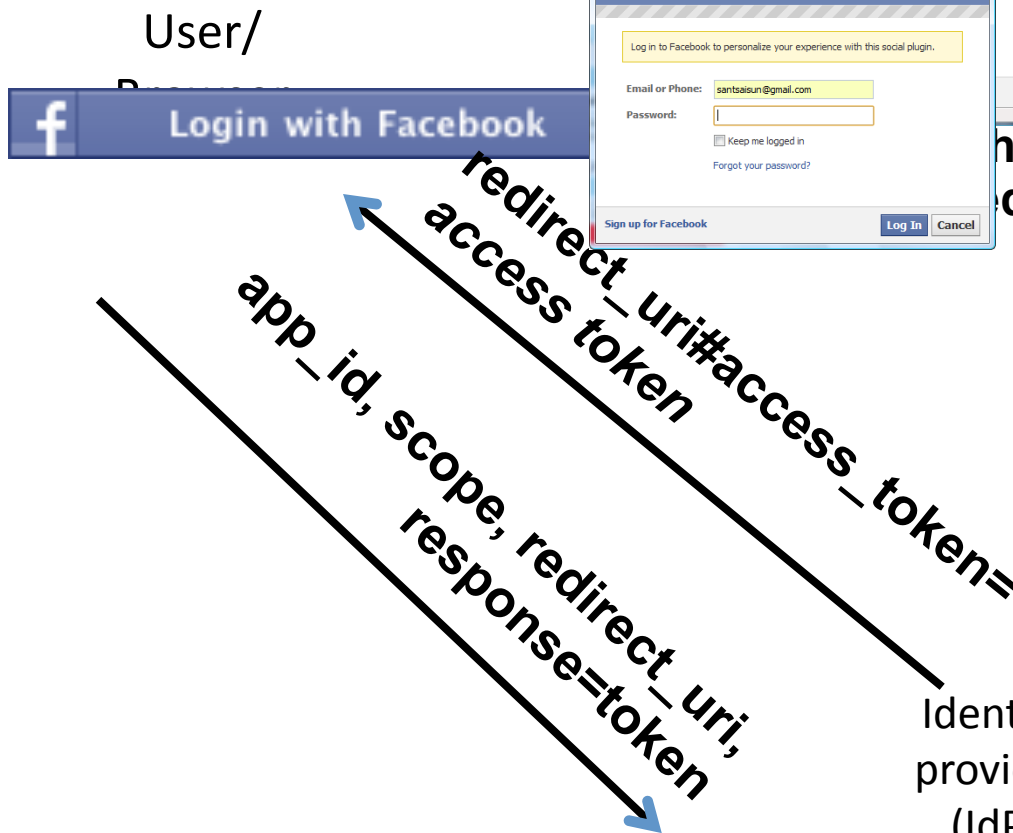 User/
f Login with Facebook
Log in to Facebook to personalize your experience with this social plugin.
Email or Phone: santsaisun@gmail.com
Password:
Keep me logged in
Forgot your password?
Sign up for Facebook Log In Cancel
redirect_uri#access_token=
access token
app_id, scope, redirect_uri,
response=token